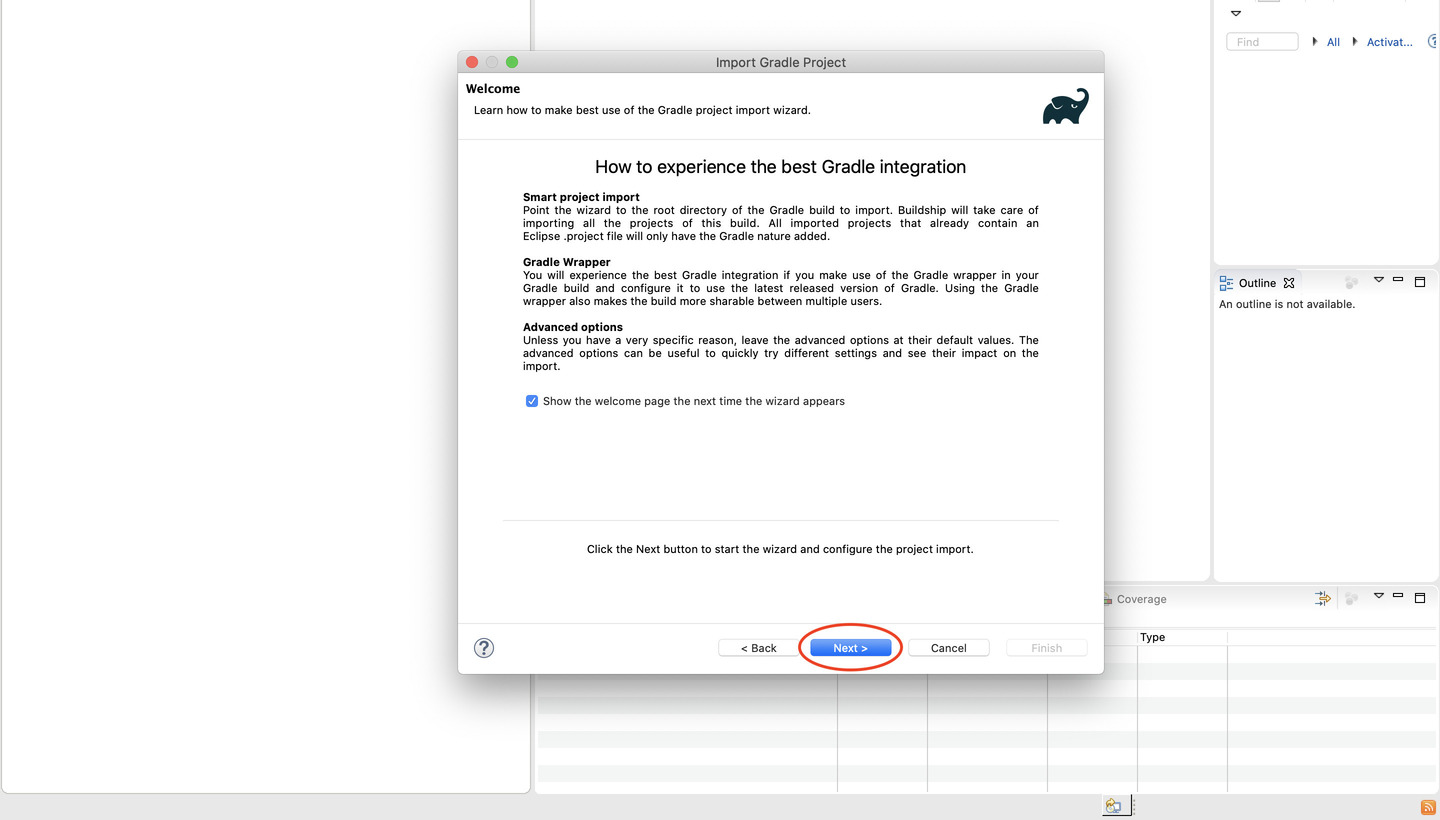 Find
All
Activat...
Import Gradle Project
Welcome
Learn how to make best use of the Gradle project import wizard.
How to experience the best Gradle integration
Smart project import
Point the wizard to the root directory of the Gradle build to import. Buildship will take care of
importing all the projects of this build. All imported projects that already contain an
Eclipse .project file will only have the Gradle nature added.
Gradle Wrapper
You will experience the best Gradle integration if you make use of the Gradle wrapper in your
Gradle build and configure it to use the latest released version of Gradle. Using the Gradle
wrapper also makes the build more sharable between multiple users.
Advanced options
Unless you have a very specific reason, leave the advanced options at their default values. The
advanced options can be useful to quickly try different settings and see their impact on the
import.
Show the welcome page the next time the wizard appears
Click the Next button to start the wizard and configure the project import.
?
< Back
Next >
Cancel
Finish
Outline
An outline is not available.
Coverage
Type